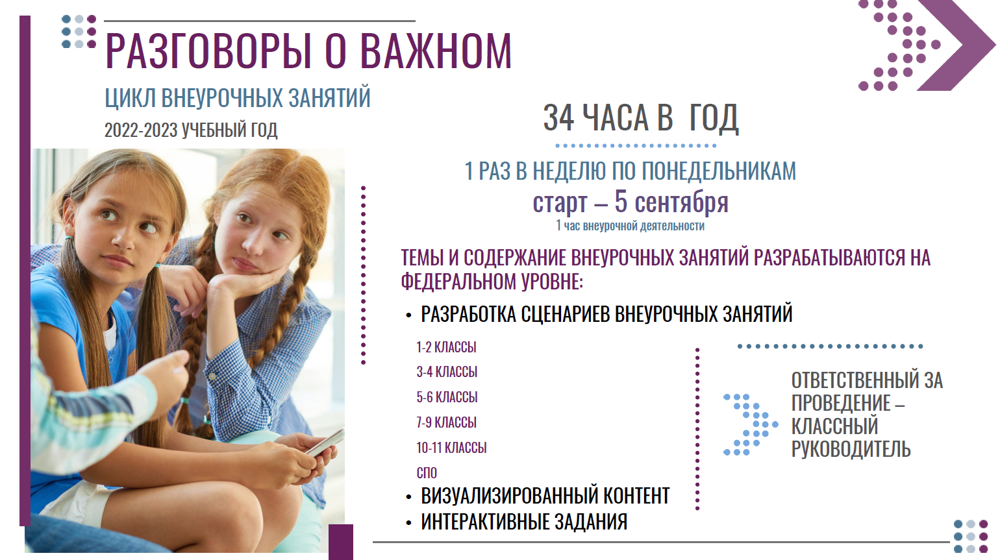 РАЗГОВОРЫ О ВАЖНОМ
ЦИКЛ ВНЕУРОЧНЫХ ЗАНЯТИЙ
2022-2023 УЧЕБНЫЙ ГОД
34 ЧАСА В ГОД
1 РАЗ В НЕДЕЛЮ ПО ПОНЕДЕЛЬНИКАМ
старт – 5 сентября
1 час внеурочной деятельности
ТЕМЫ И СОДЕРЖАНИЕ ВНЕУРОЧНЫХ ЗАНЯТИЙ РАЗРАБАТЫВАЮТСЯ НА
ФЕДЕРАЛЬНОМ УРОВНЕ:
• РАЗРАБОТКА СЦЕНАРИЕВ ВНЕУРОЧНЫХ ЗАНЯТИЙ
1-2 КЛАССЫ
3-4 КЛАССЫ
5-6 КЛАССЫ
7-9 КЛАССЫ
10-11 КЛАССЫ
СПО
• ВИЗУАЛИЗИРОВАННЫЙ КОНТЕНТ
• ИНТЕРАКТИВНЫЕ ЗАДАНИЯ
ОТВЕТСТВЕННЫЙ ЗА
ПРОВЕДЕНИЕ –
КЛАССНЫЙ
РУКОВОДИТЕЛЬ